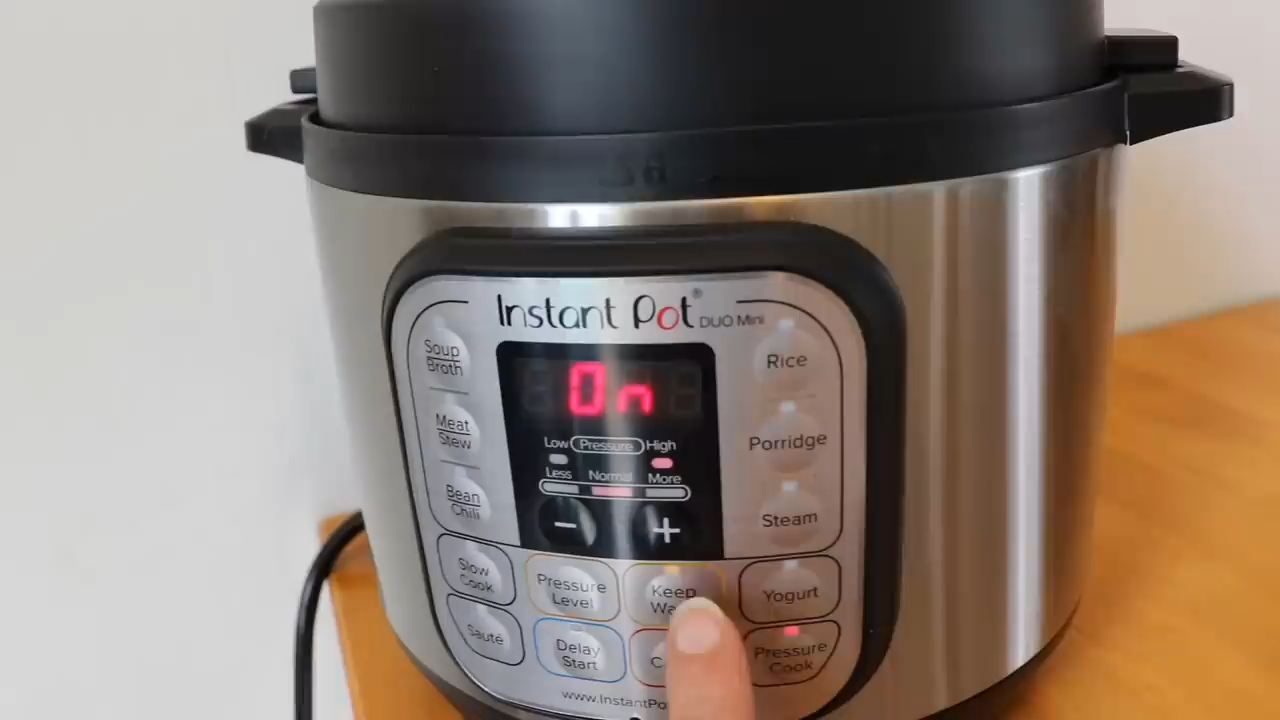 Instant Pot® DUO Mini
Soup
Broth
Meat
Stew
Bean
Chili
On
Low Pressure High
Less Normal More
− +
Rice
Porridge
Steam
Slow
Cook
Sauté
Pressure
Level
Delay
Start
Keep
Yogurt
Pressure
Cook